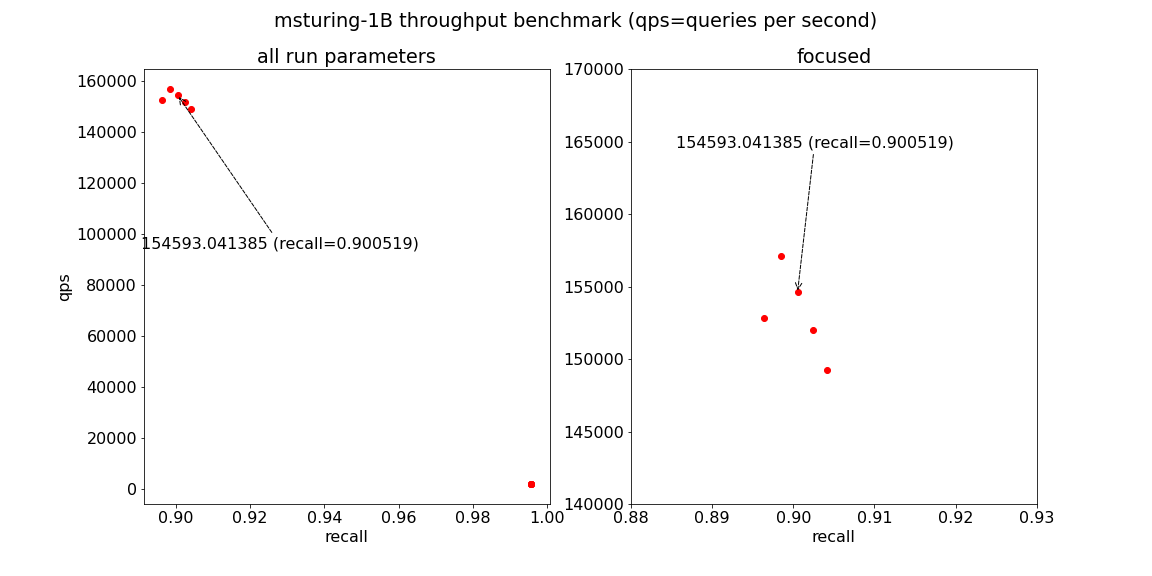 msturing-1B throughput benchmark (qps=queries per second)
all run parameters
160000
140000
120000
100000
80000
60000
40000
20000
0
qps
154593.041385 (recall=0.900519)
0.90 0.92 0.94 0.96 0.98 1.00
recall
focused
170000
165000
160000
155000
150000
145000
140000
154593.041385 (recall=0.900519)
0.88 0.89 0.90 0.91 0.92 0.93
recall